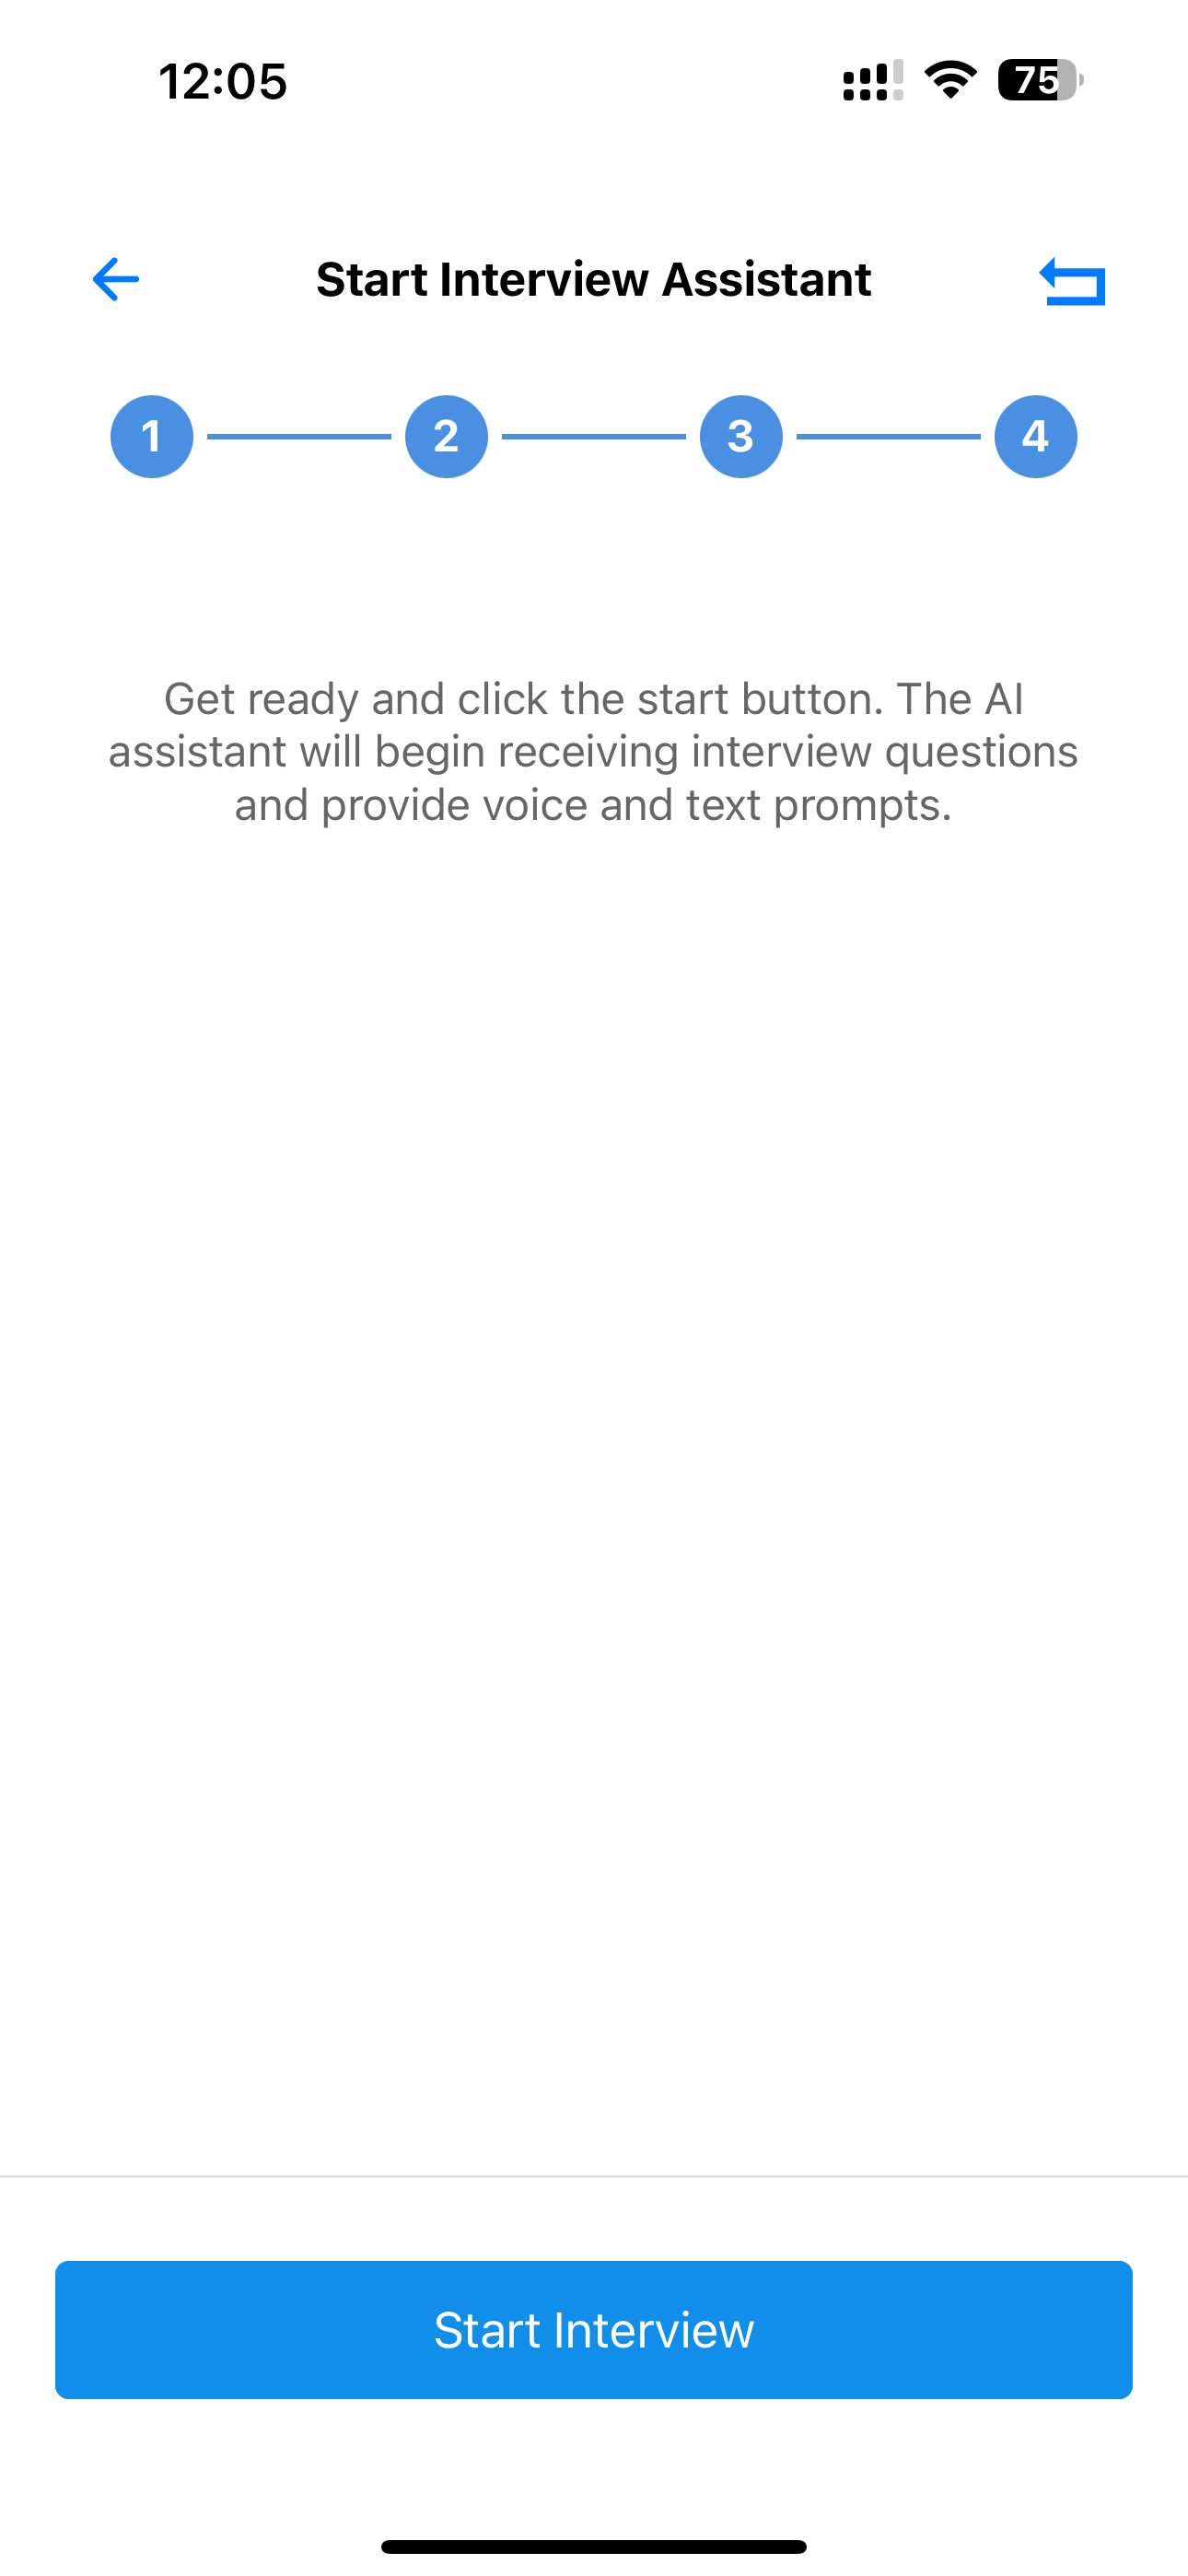 12:05
75
Start Interview Assistant
1 2 3 4
Get ready and click the start button. The AI
assistant will begin receiving interview questions
and provide voice and text prompts.
Start Interview